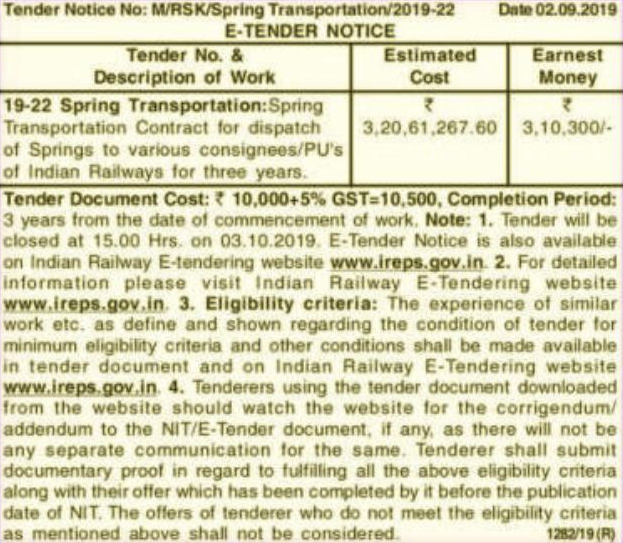 Tender Notice No: M/RSK/Spring Transportation/2019-22 Date 02.09.2019
E-TENDER NOTICE
Tender No. & Description of Work
Estimated Cost
Earnest Money
19-22 Spring Transportation:Spring
Transportation Contract for dispatch
of Springs to various consignees/PU's
of Indian Railways for three years.
₹
3,20,61,267.60
₹
3,10,300/-
Tender Document Cost: ₹ 10,000+5% GST=10,500, Completion Period:
3 years from the date of commencement of work. Note: 1. Tender will be
closed at 15.00 Hrs. on 03.10.2019. E-Tender Notice is also available
on Indian Railway E-tendering website www.ireps.gov.in. 2. For detailed
information please visit Indian Railway E-Tendering website
www.ireps.gov.in. 3. Eligibility criteria: The experience of similar
work etc. as define and shown regarding the condition of tender for
minimum eligibility criteria and other conditions shall be made available
in tender document and on Indian Railway E-Tendering website
www.ireps.gov.in. 4. Tenderers using the tender document downloaded
from the website should watch the website for the corrigendum/
addendum to the NIT/E-Tender document, if any, as there will not be
any separate communication for the same. Tenderer shall submit
documentary proof in regard to fulfilling all the above eligibility criteria
along with their offer which has been completed by it before the publication
date of NIT. The offers of tenderer who do not meet the eligibility criteria
as mentioned above shall not be considered. 1282/19 (R)